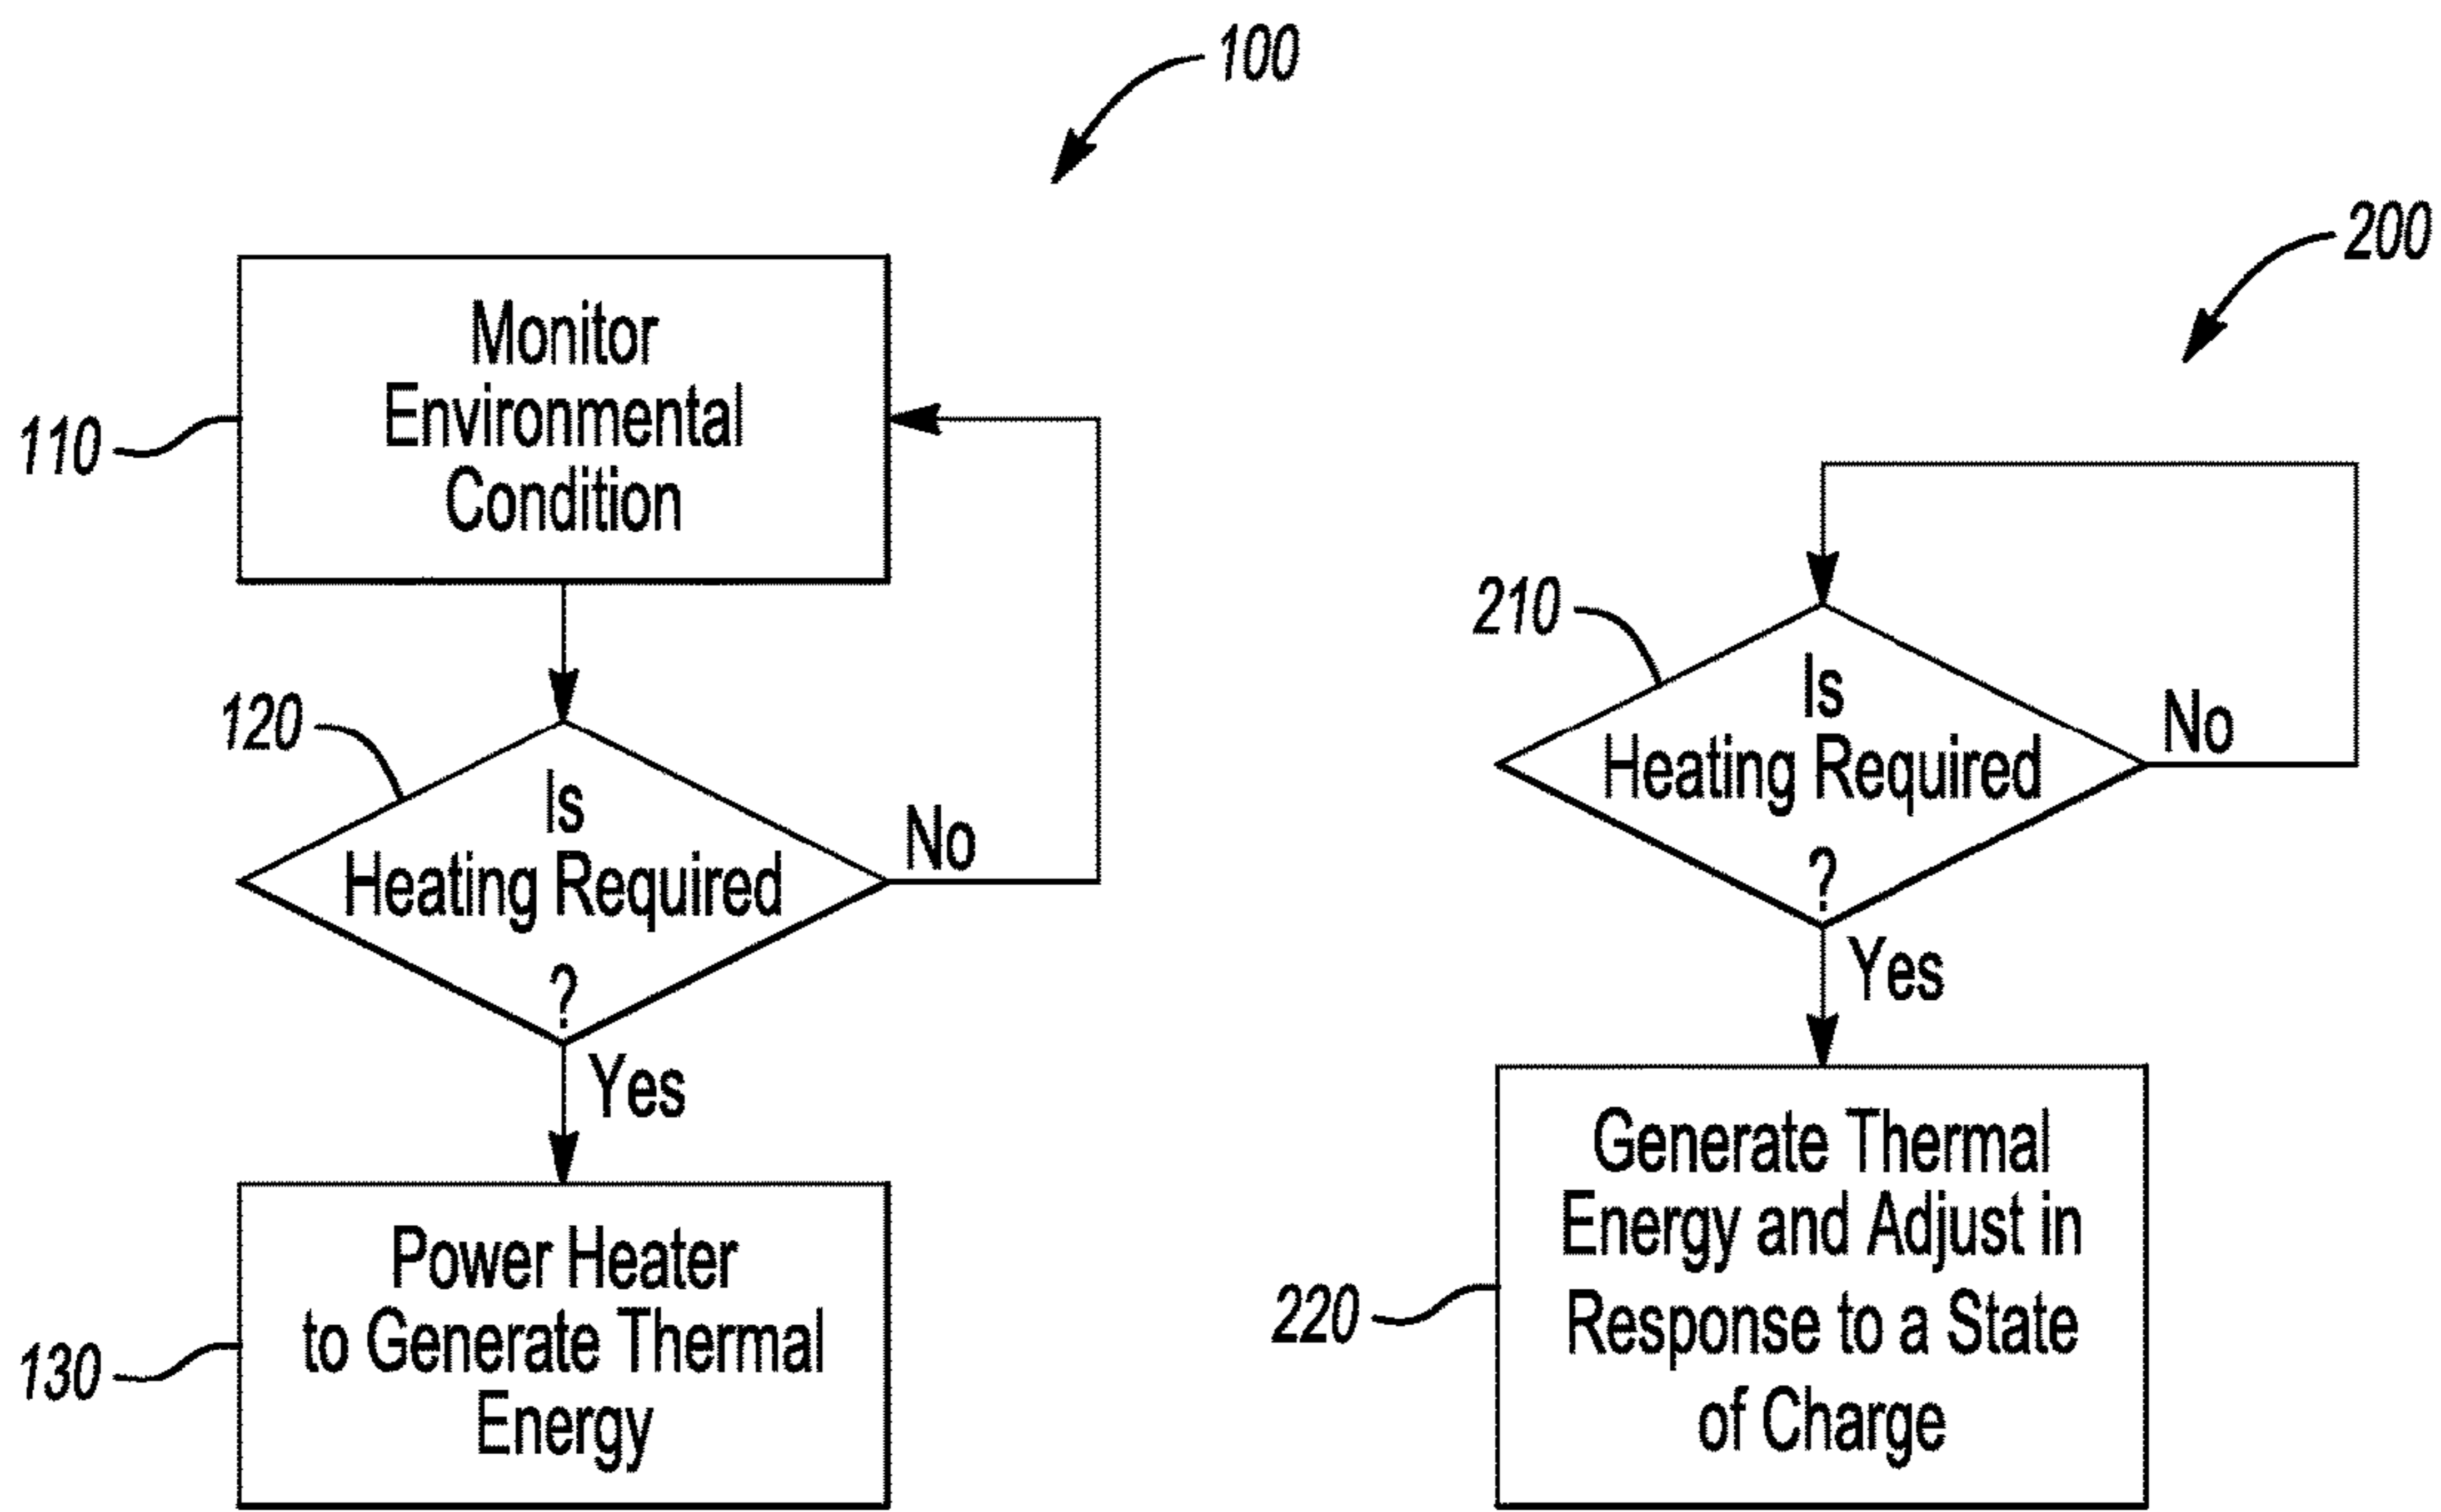 100
110
Monitor
Environmental
Condition
120
Is
Heating Required
?
No
Yes
130
Power Heater
to Generate Thermal
Energy
200
210
Is
Heating Required
?
No
Yes
220
Generate Thermal
Energy and Adjust in
Response to a State
of Charge